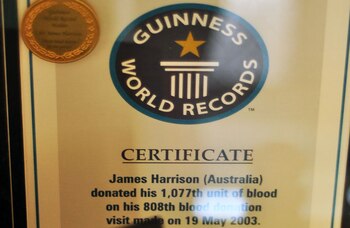 GUINNESS
WORLD RECORDS
™
CERTIFICATE
James Harrison (Australia)
donated his 1,077th unit of blood
on his 808th blood donation
visit made on 19 May 2003.